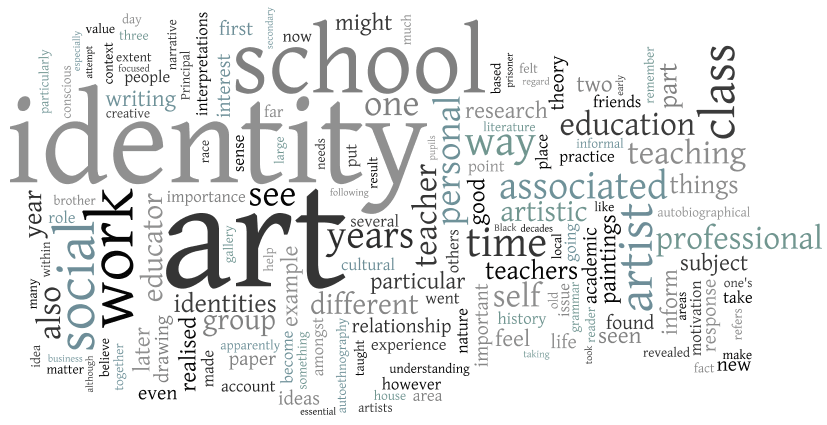 day
three
value
especially
attempt
context
extent
focused
people
narrative
Principal
interpretations
first
secondary
now
might
much
particularly
conscious
writing
creative
interest
school
based
prisoner
felt
regard
theory
two
early
friends
remember
part
class
identity
far
one
race
sense
large
needs
put
result
pupils
personal
research
literature
way
point
place
education
informal
practice
teaching
associated
things
year
brother
role
work
importance
see
following
art
educator
several
years
teacher
good
artistic
like
autobiographical
artist
professional
many
within
social
gallery
help
cultural
others
time
Black
decades
local
going
academic
paintings
teachers
subject
particular
also
identities
example
different
went
self
old
issue
grammar
inform
areas
motivation
one's
take
response
refers
group
relationship
nature
important
history
reader
found
seen
idea
business
matter
although
believe
together
later
drawing
realised
made
apparently
paper
become
something
amongst
autoethnography
taught
experience
feel
taking
life
took
revealed
make
fact
new
even
account
understanding
however
ideas
essential
artists
house
area